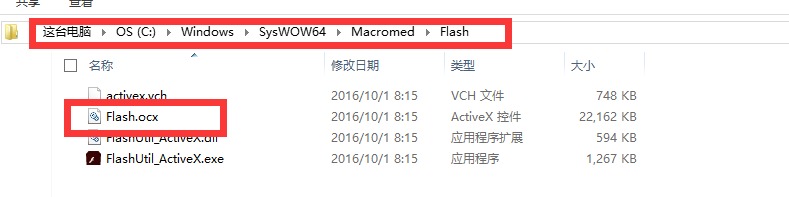 共享 查看
这台电脑 OS (C:) Windows SysWOW64 Macromed Flash
名称 修改日期 类型 大小
activex.vch 2016/10/1 8:15 VCH 文件 748 KB
Flash.ocx 2016/10/1 8:15 ActiveX 控件 22,162 KB
FlashUtil_ActiveX.dll 2016/10/1 8:15 应用程序扩展 594 KB
FlashUtil_ActiveX.exe 2016/10/1 8:15 应用程序 1,267 KB